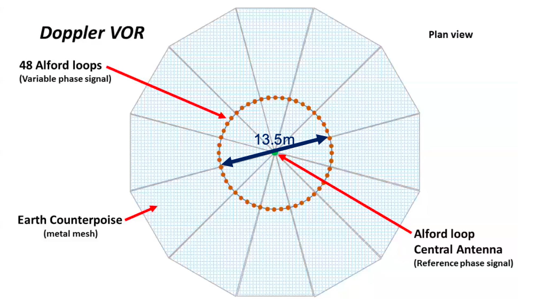 Doppler VOR
Plan view
48 Alford loops
(Variable phase signal)
13.5m
Earth Counterpoise
(metal mesh)
Alford loop
Central Antenna
(Reference phase signal)